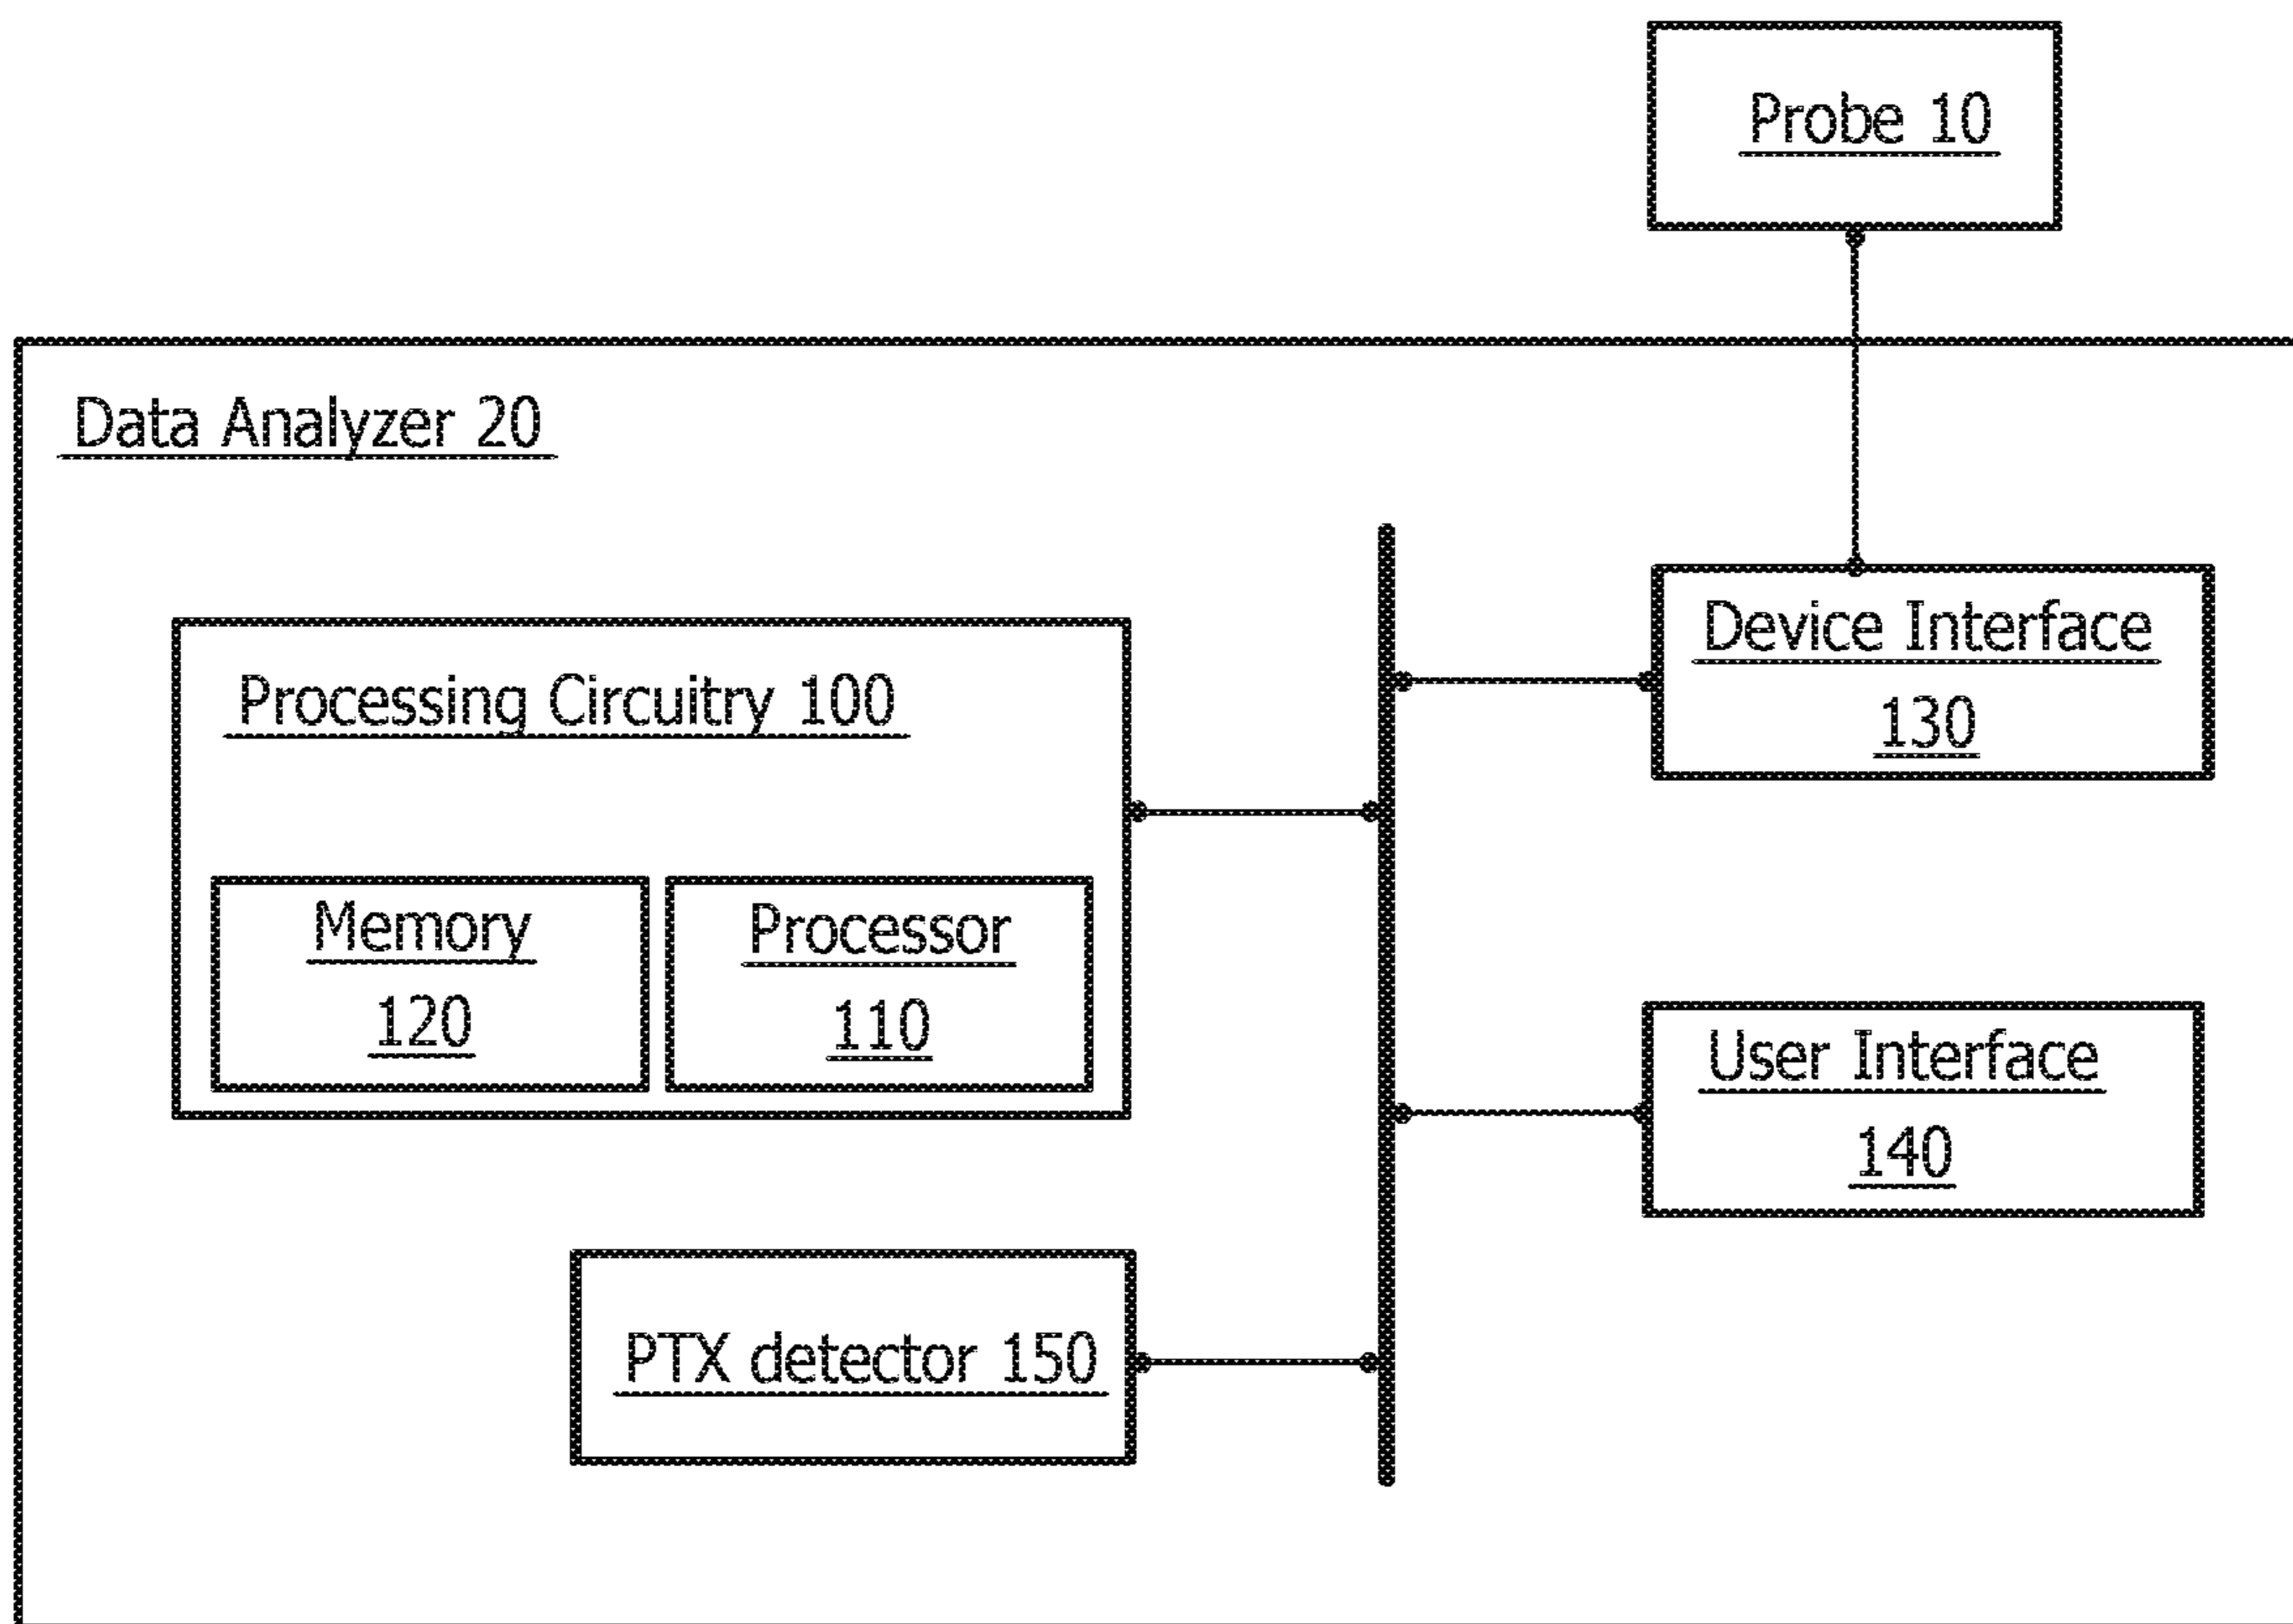 Probe 10
Data Analyzer 20
Processing Circuitry 100
Memory
120
Processor
110
Device Interface
130
User Interface
140
PTX detector 150